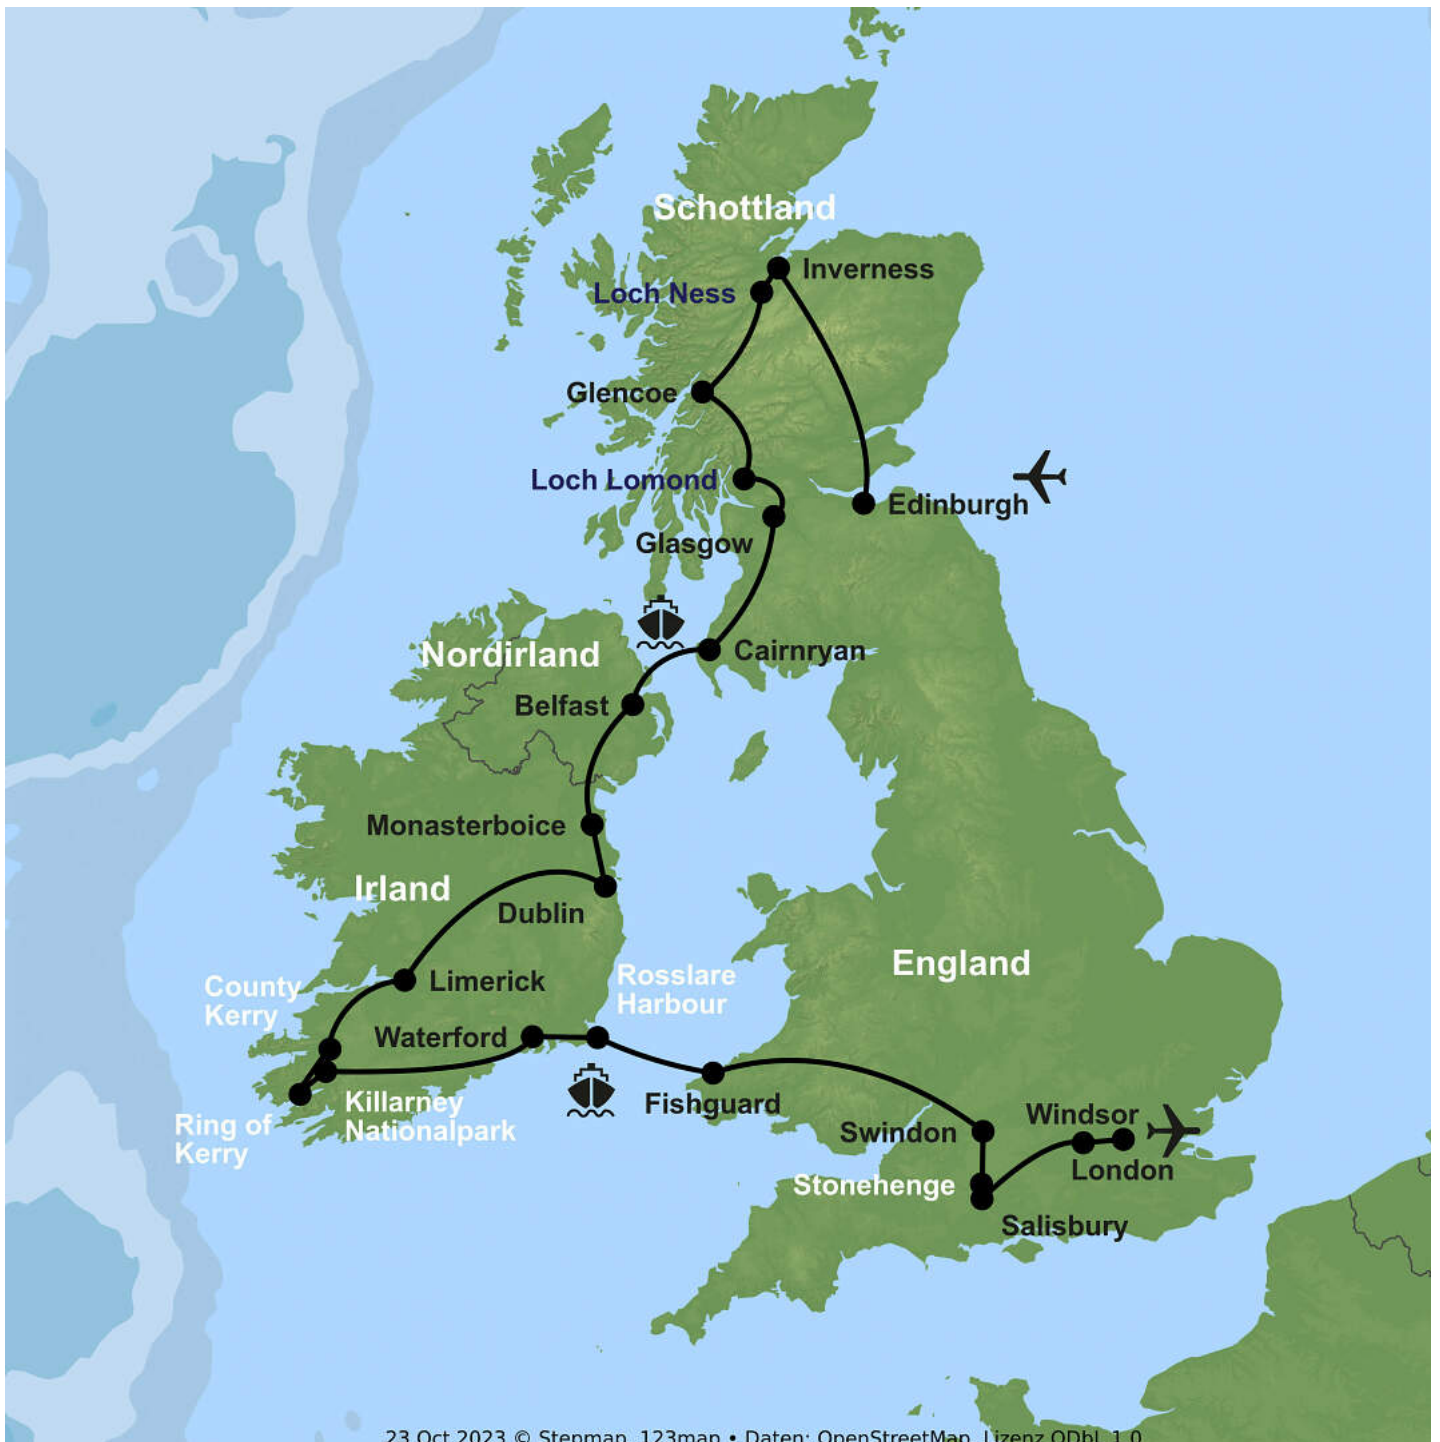 Schottland
Inverness
Loch Ness
Glencoe
Loch Lomond
Edinburgh
Glasgow
Nordirland
Cairnryan
Belfast
Monasterboice
Irland
Dublin
England
County
Kerry
Limerick
Rosslare
Harbour
Waterford
Killarney
Nationalpark
Fishguard
Ring of
Kerry
Windsor
Swindon
London
Stonehenge
Salisbury
23 Oct 2023 © Stepmap, 123map • Daten: OpenStreetMap, Lizenz ODbL 1.0